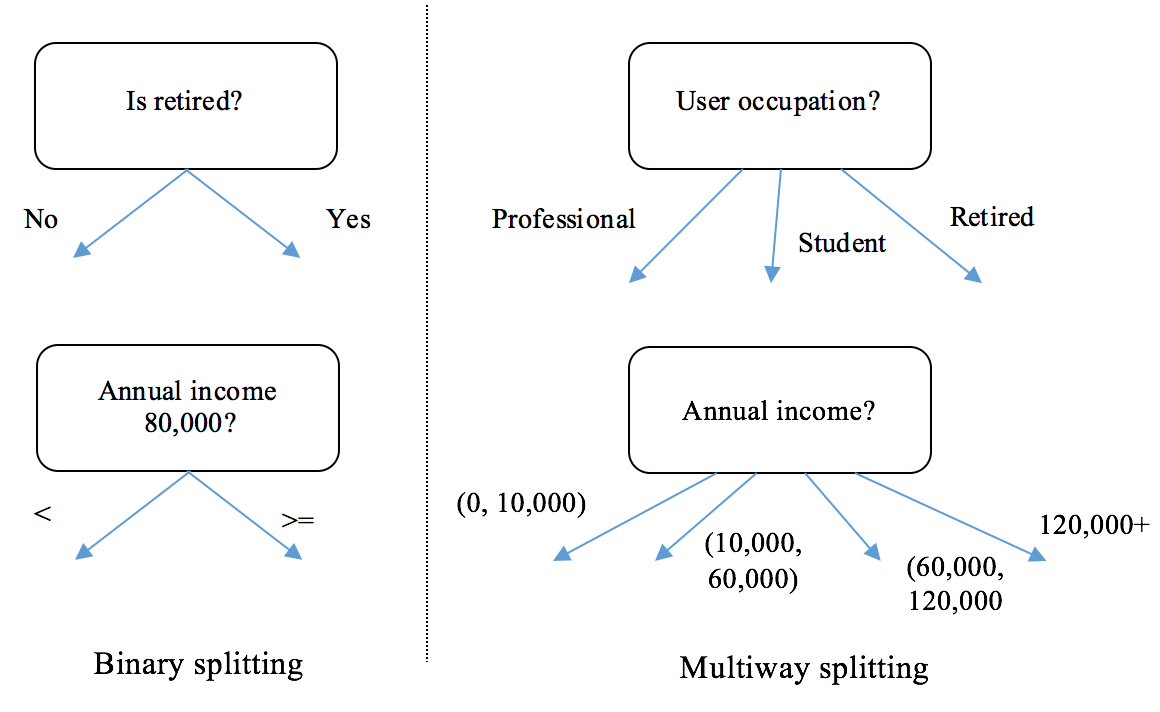 Is retired?
No
Yes
Annual income
80,000?
<
>=
Binary splitting
User occupation?
Professional
Student
Retired
Annual income?
(0, 10,000)
(10,000,
60,000)
(60,000,
120,000
120,000+
Multiway splitting